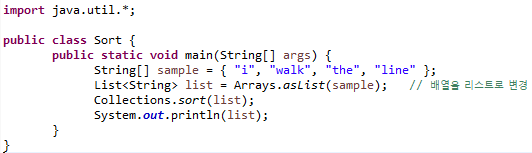 import java.util.*;
public class Sort {
public static void main(String[] args) {
String[] sample = { "i", "walk", "the", "line" };
List<String> list = Arrays.asList(sample); // 배열을 리스트로 변경
Collections.sort(list);
System.out.println(list);
}
}